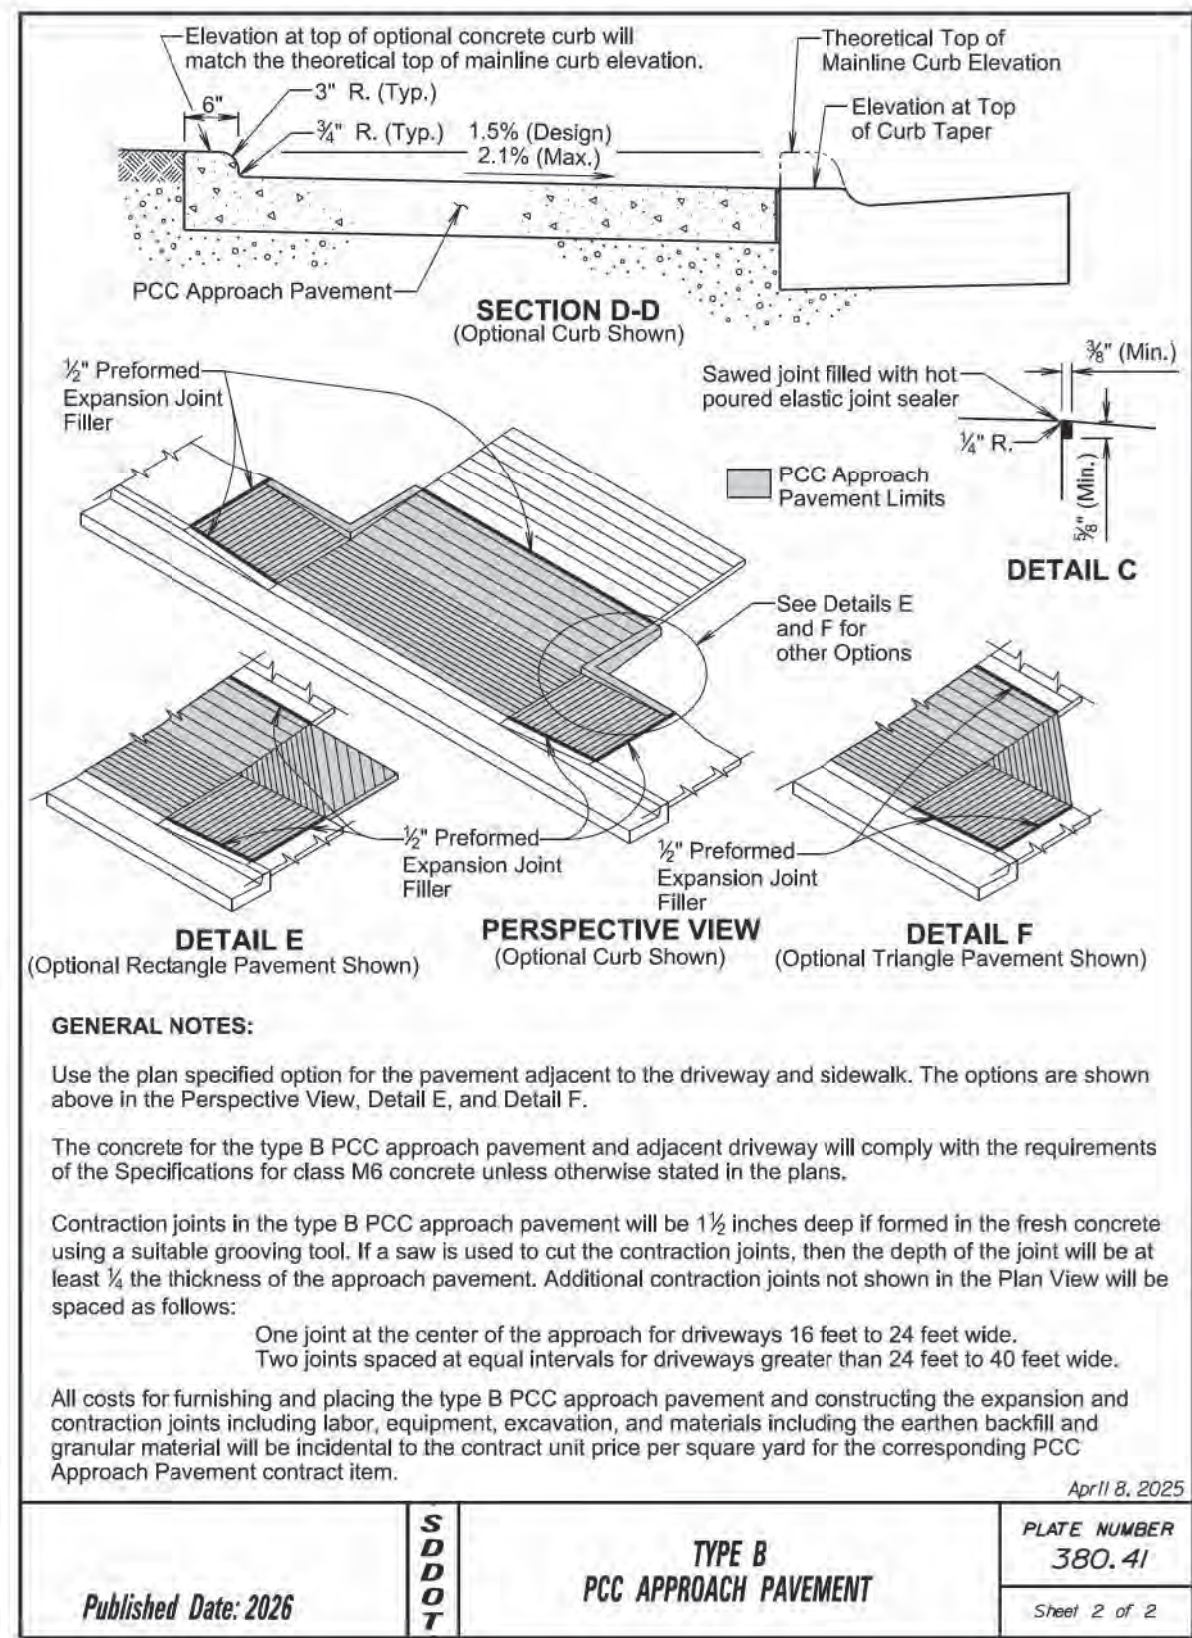 Elevation at top of optional concrete curb will
match the theoretical top of mainline curb elevation.
Theoretical Top of
Mainline Curb Elevation
6"
3" R. (Typ.)
¾" R. (Typ.)
1.5% (Design)
2.1% (Max.)
Elevation at Top
of Curb Taper
PCC Approach Pavement
SECTION D-D
(Optional Curb Shown)
½" Preformed
Expansion Joint
Filler
Sawed joint filled with hot
poured elastic joint sealer
⅜" (Min.)
¼" R.
⅝" (Min.)
PCC Approach
Pavement Limits
DETAIL C
See Details E
and F for
other Options
½" Preformed
Expansion Joint
Filler
½" Preformed
Expansion Joint
Filler
DETAIL E
(Optional Rectangle Pavement Shown)
PERSPECTIVE VIEW
(Optional Curb Shown)
DETAIL F
(Optional Triangle Pavement Shown)
GENERAL NOTES:
Use the plan specified option for the pavement adjacent to the driveway and sidewalk. The options are shown
above in the Perspective View, Detail E, and Detail F.
The concrete for the type B PCC approach pavement and adjacent driveway will comply with the requirements
of the Specifications for class M6 concrete unless otherwise stated in the plans.
Contraction joints in the type B PCC approach pavement will be 1½ inches deep if formed in the fresh concrete
using a suitable grooving tool. If a saw is used to cut the contraction joints, then the depth of the joint will be at
least ¼ the thickness of the approach pavement. Additional contraction joints not shown in the Plan View will be
spaced as follows:
One joint at the center of the approach for driveways 16 feet to 24 feet wide.
Two joints spaced at equal intervals for driveways greater than 24 feet to 40 feet wide.
All costs for furnishing and placing the type B PCC approach pavement and constructing the expansion and
contraction joints including labor, equipment, excavation, and materials including the earthen backfill and
granular material will be incidental to the contract unit price per square yard for the corresponding PCC
Approach Pavement contract item.
April 8, 2025
Published Date: 2026
SDDOT
TYPE B
PCC APPROACH PAVEMENT
PLATE NUMBER
380.41
Sheet 2 of 2